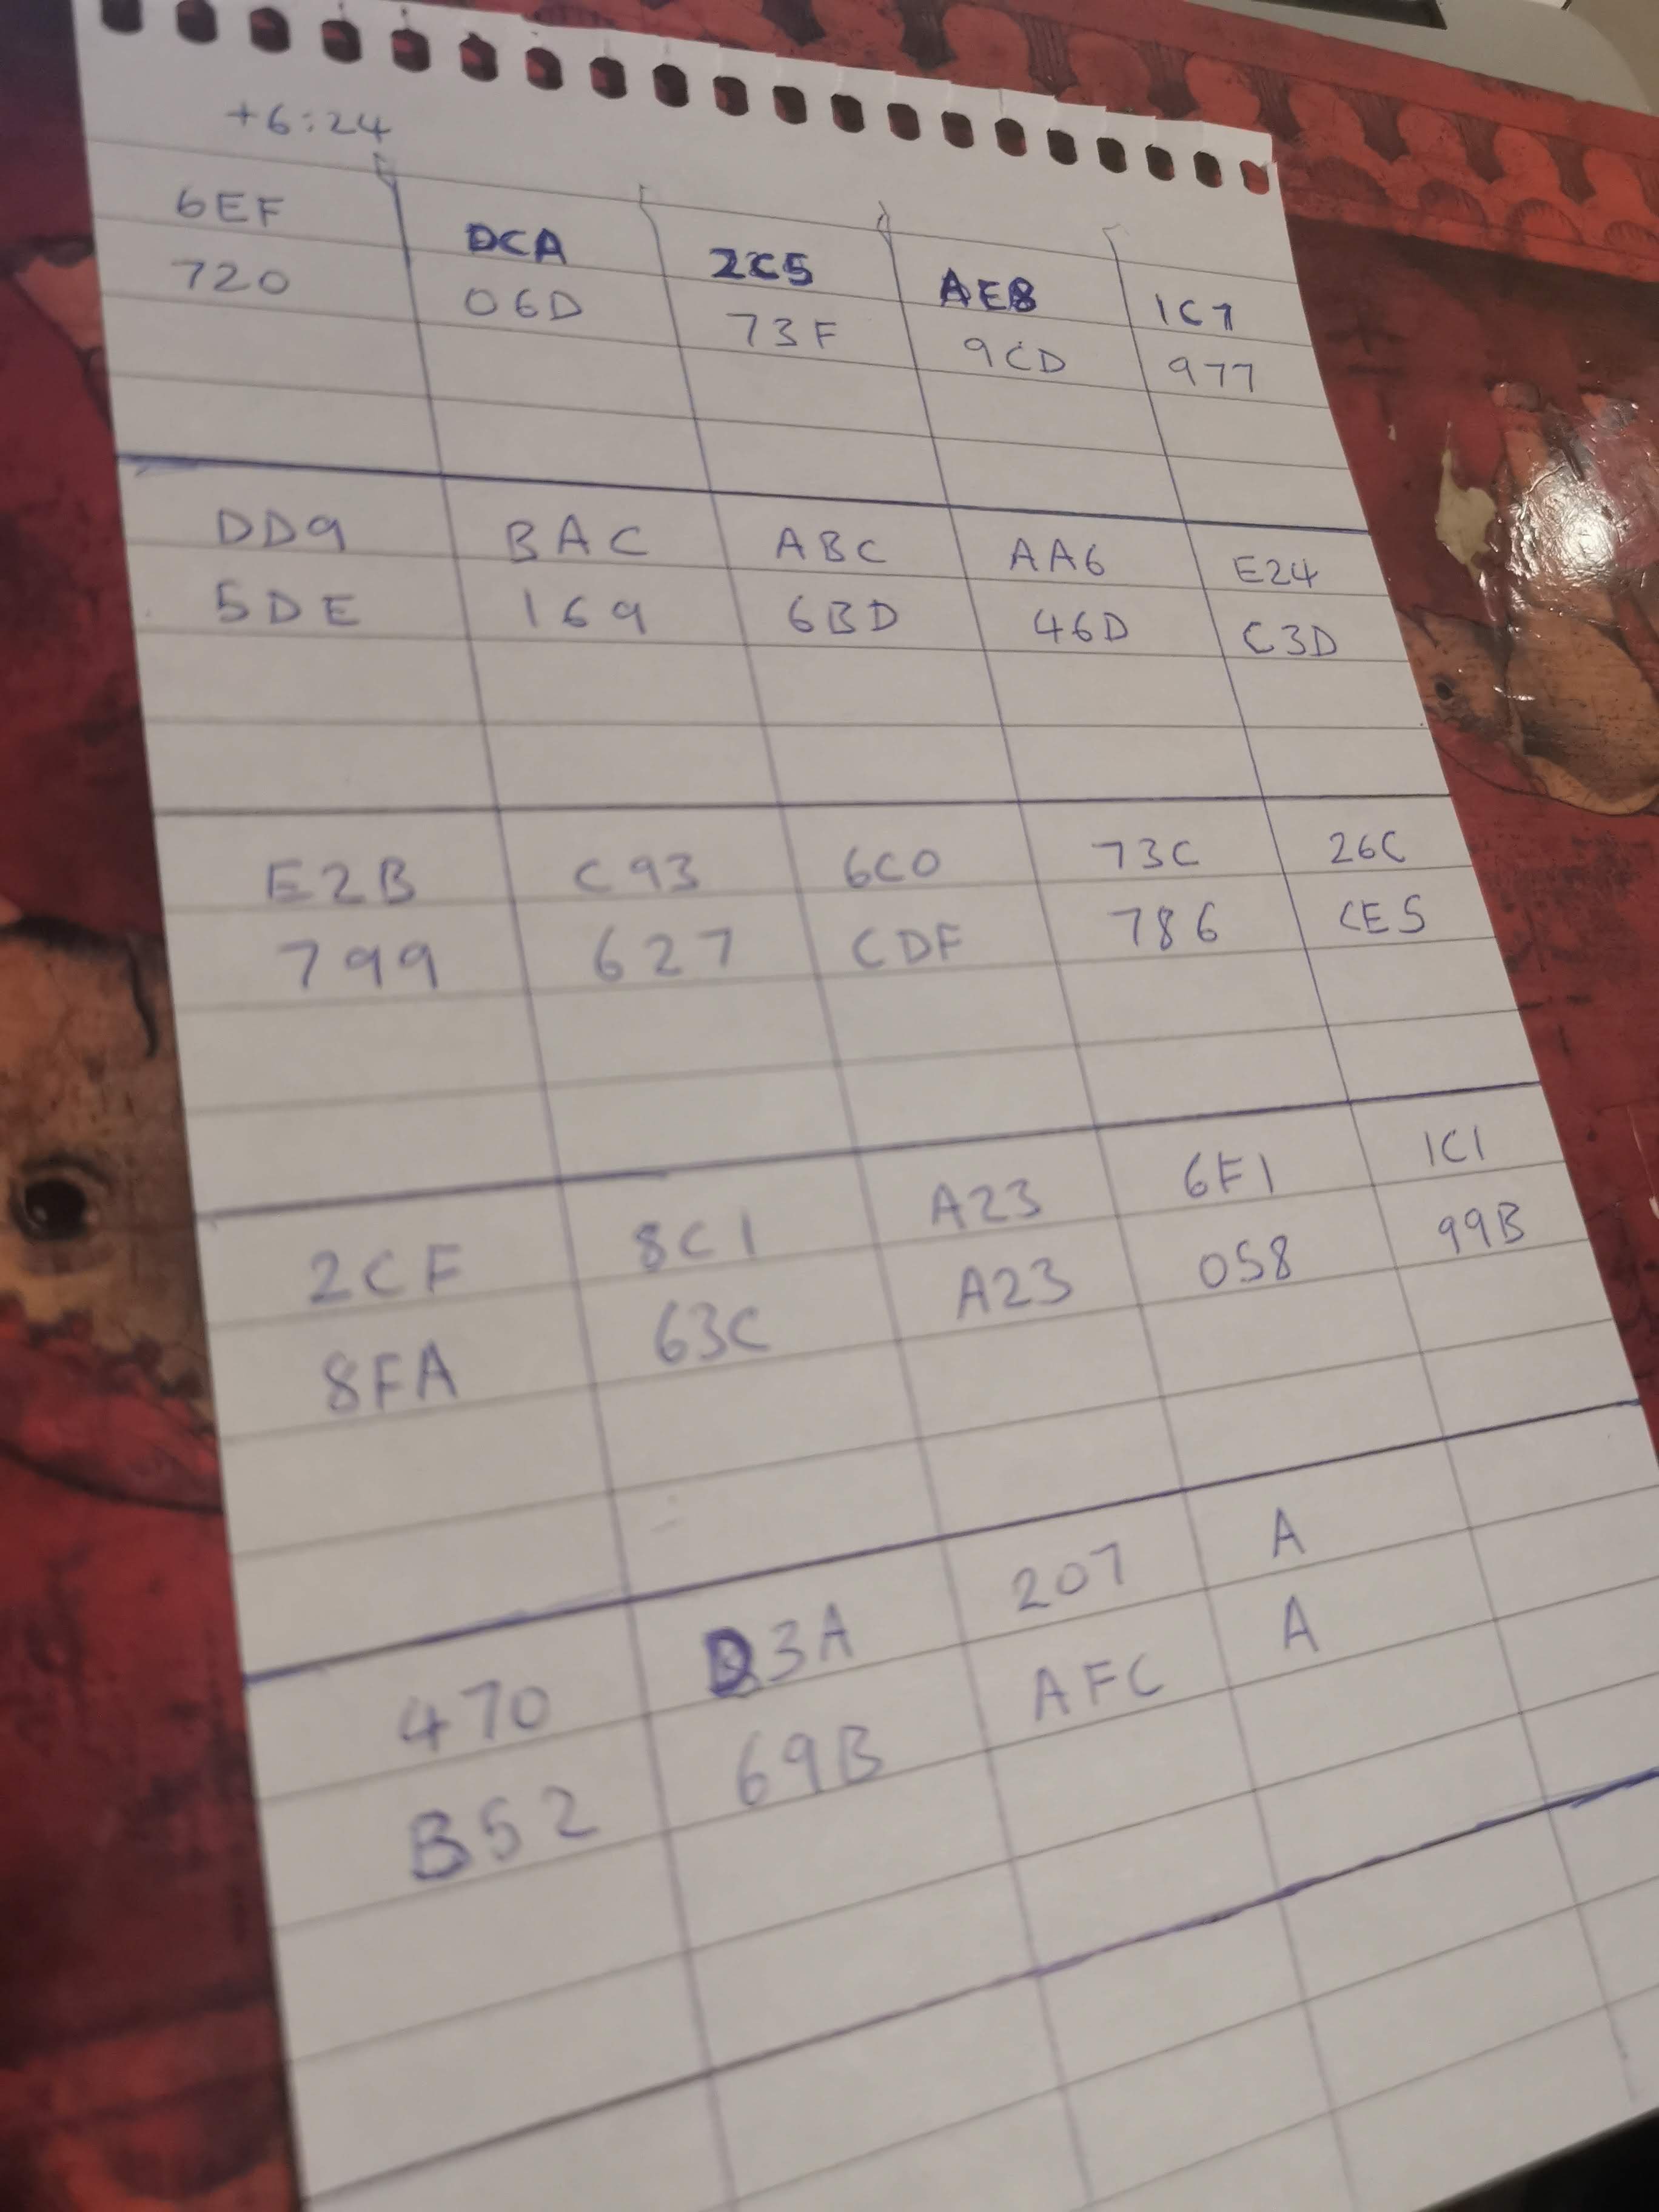 +6:24
6EF DCA 2C5 AE8 1C7
720 06D 73F 9CD 977
DD9 BAC ABC AA6 E24
5DE 169 6BD 46D C3D
E2B C93 6C0 73C 26C
799 627 CDF 786 CE5
2CF 8C1 A23 6F1 1C1
8FA 63C A23 058 99B
470 D3A 207 A
B52 69B AFC A